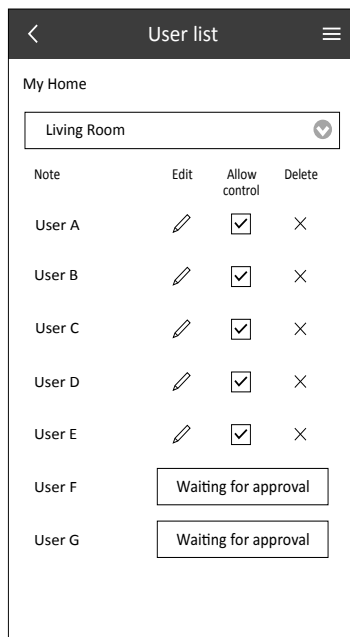 User list
My Home
Living Room
Note Edit Allow control Delete
User A
User B
User C
User D
User E
User F Waiting for approval
User G Waiting for approval